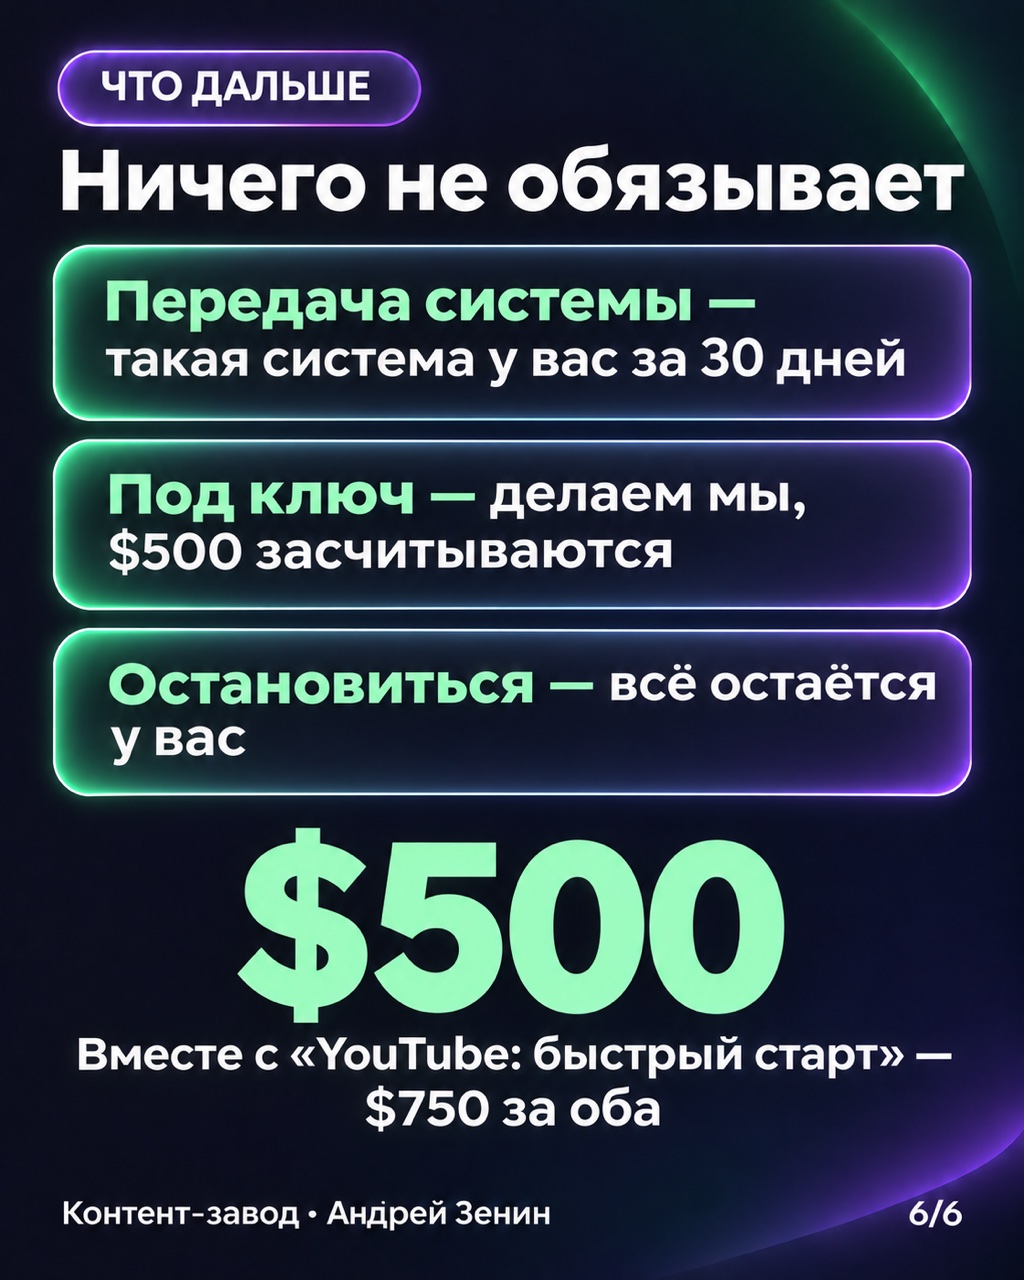 ЧТО ДАЛЬШЕ
Ничего не обязывает
Передача системы —
такая система у вас за 30 дней
Под ключ — делаем мы,
$500 засчитываются
Остановиться — всё остаётся
у вас
$500
Вместе с «YouTube: быстрый старт» —
$750 за оба
Контент-завод • Андрей Зенин
6/6